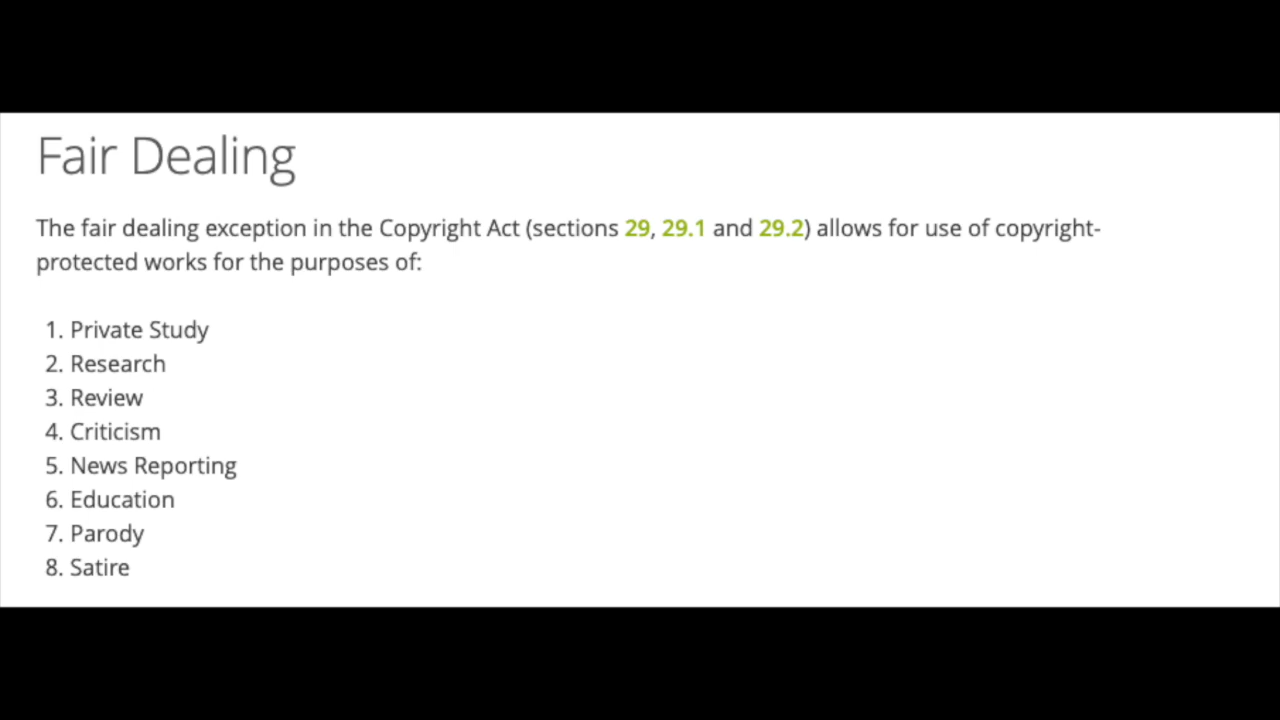 Fair Dealing
The fair dealing exception in the Copyright Act (sections 29, 29.1 and 29.2) allows for use of copyright-
protected works for the purposes of:
1. Private Study
2. Research
3. Review
4. Criticism
5. News Reporting
6. Education
7. Parody
8. Satire